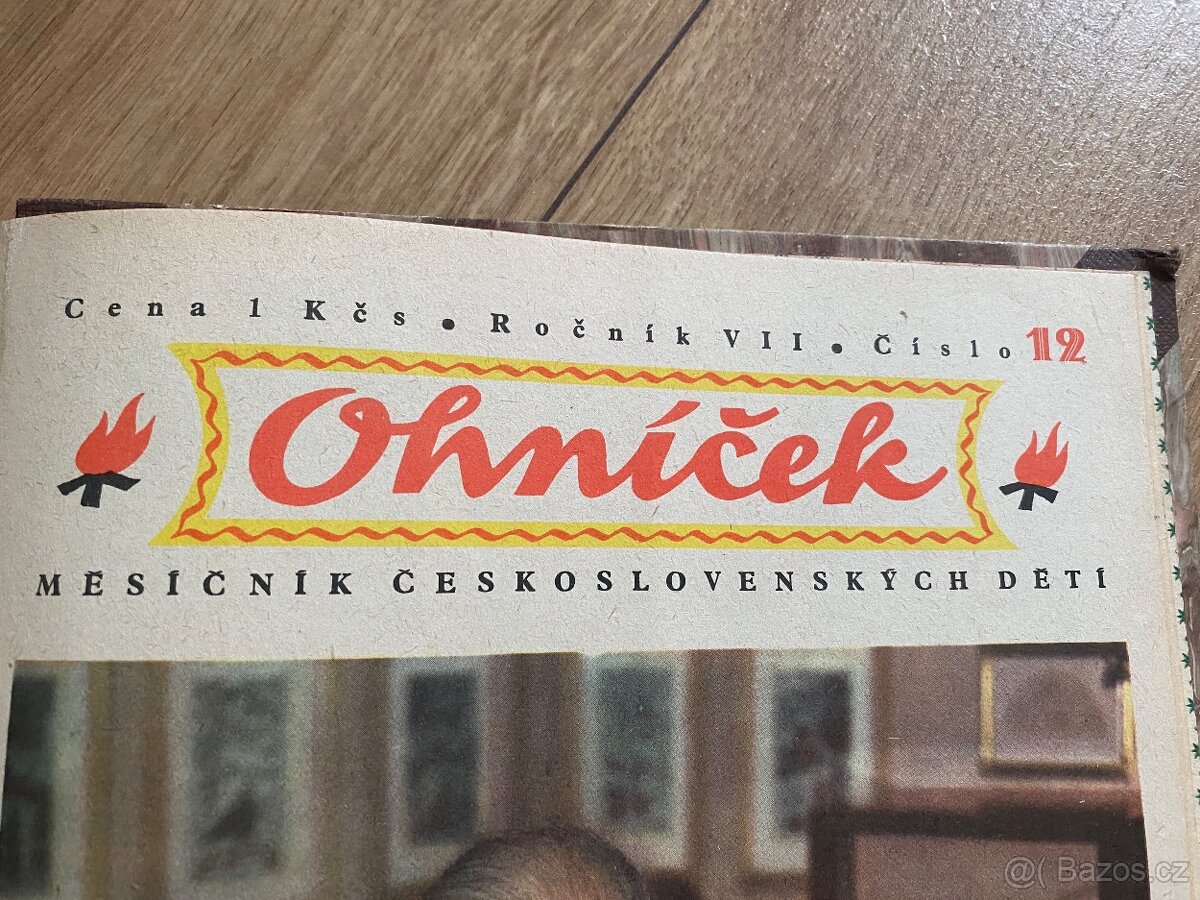 Cena 1 Kčs • Ročník VII • Číslo 12
Ohníček
MĚSÍČNÍK ČESKOSLOVENSKÝCH DĚTÍ
Bazos.cz